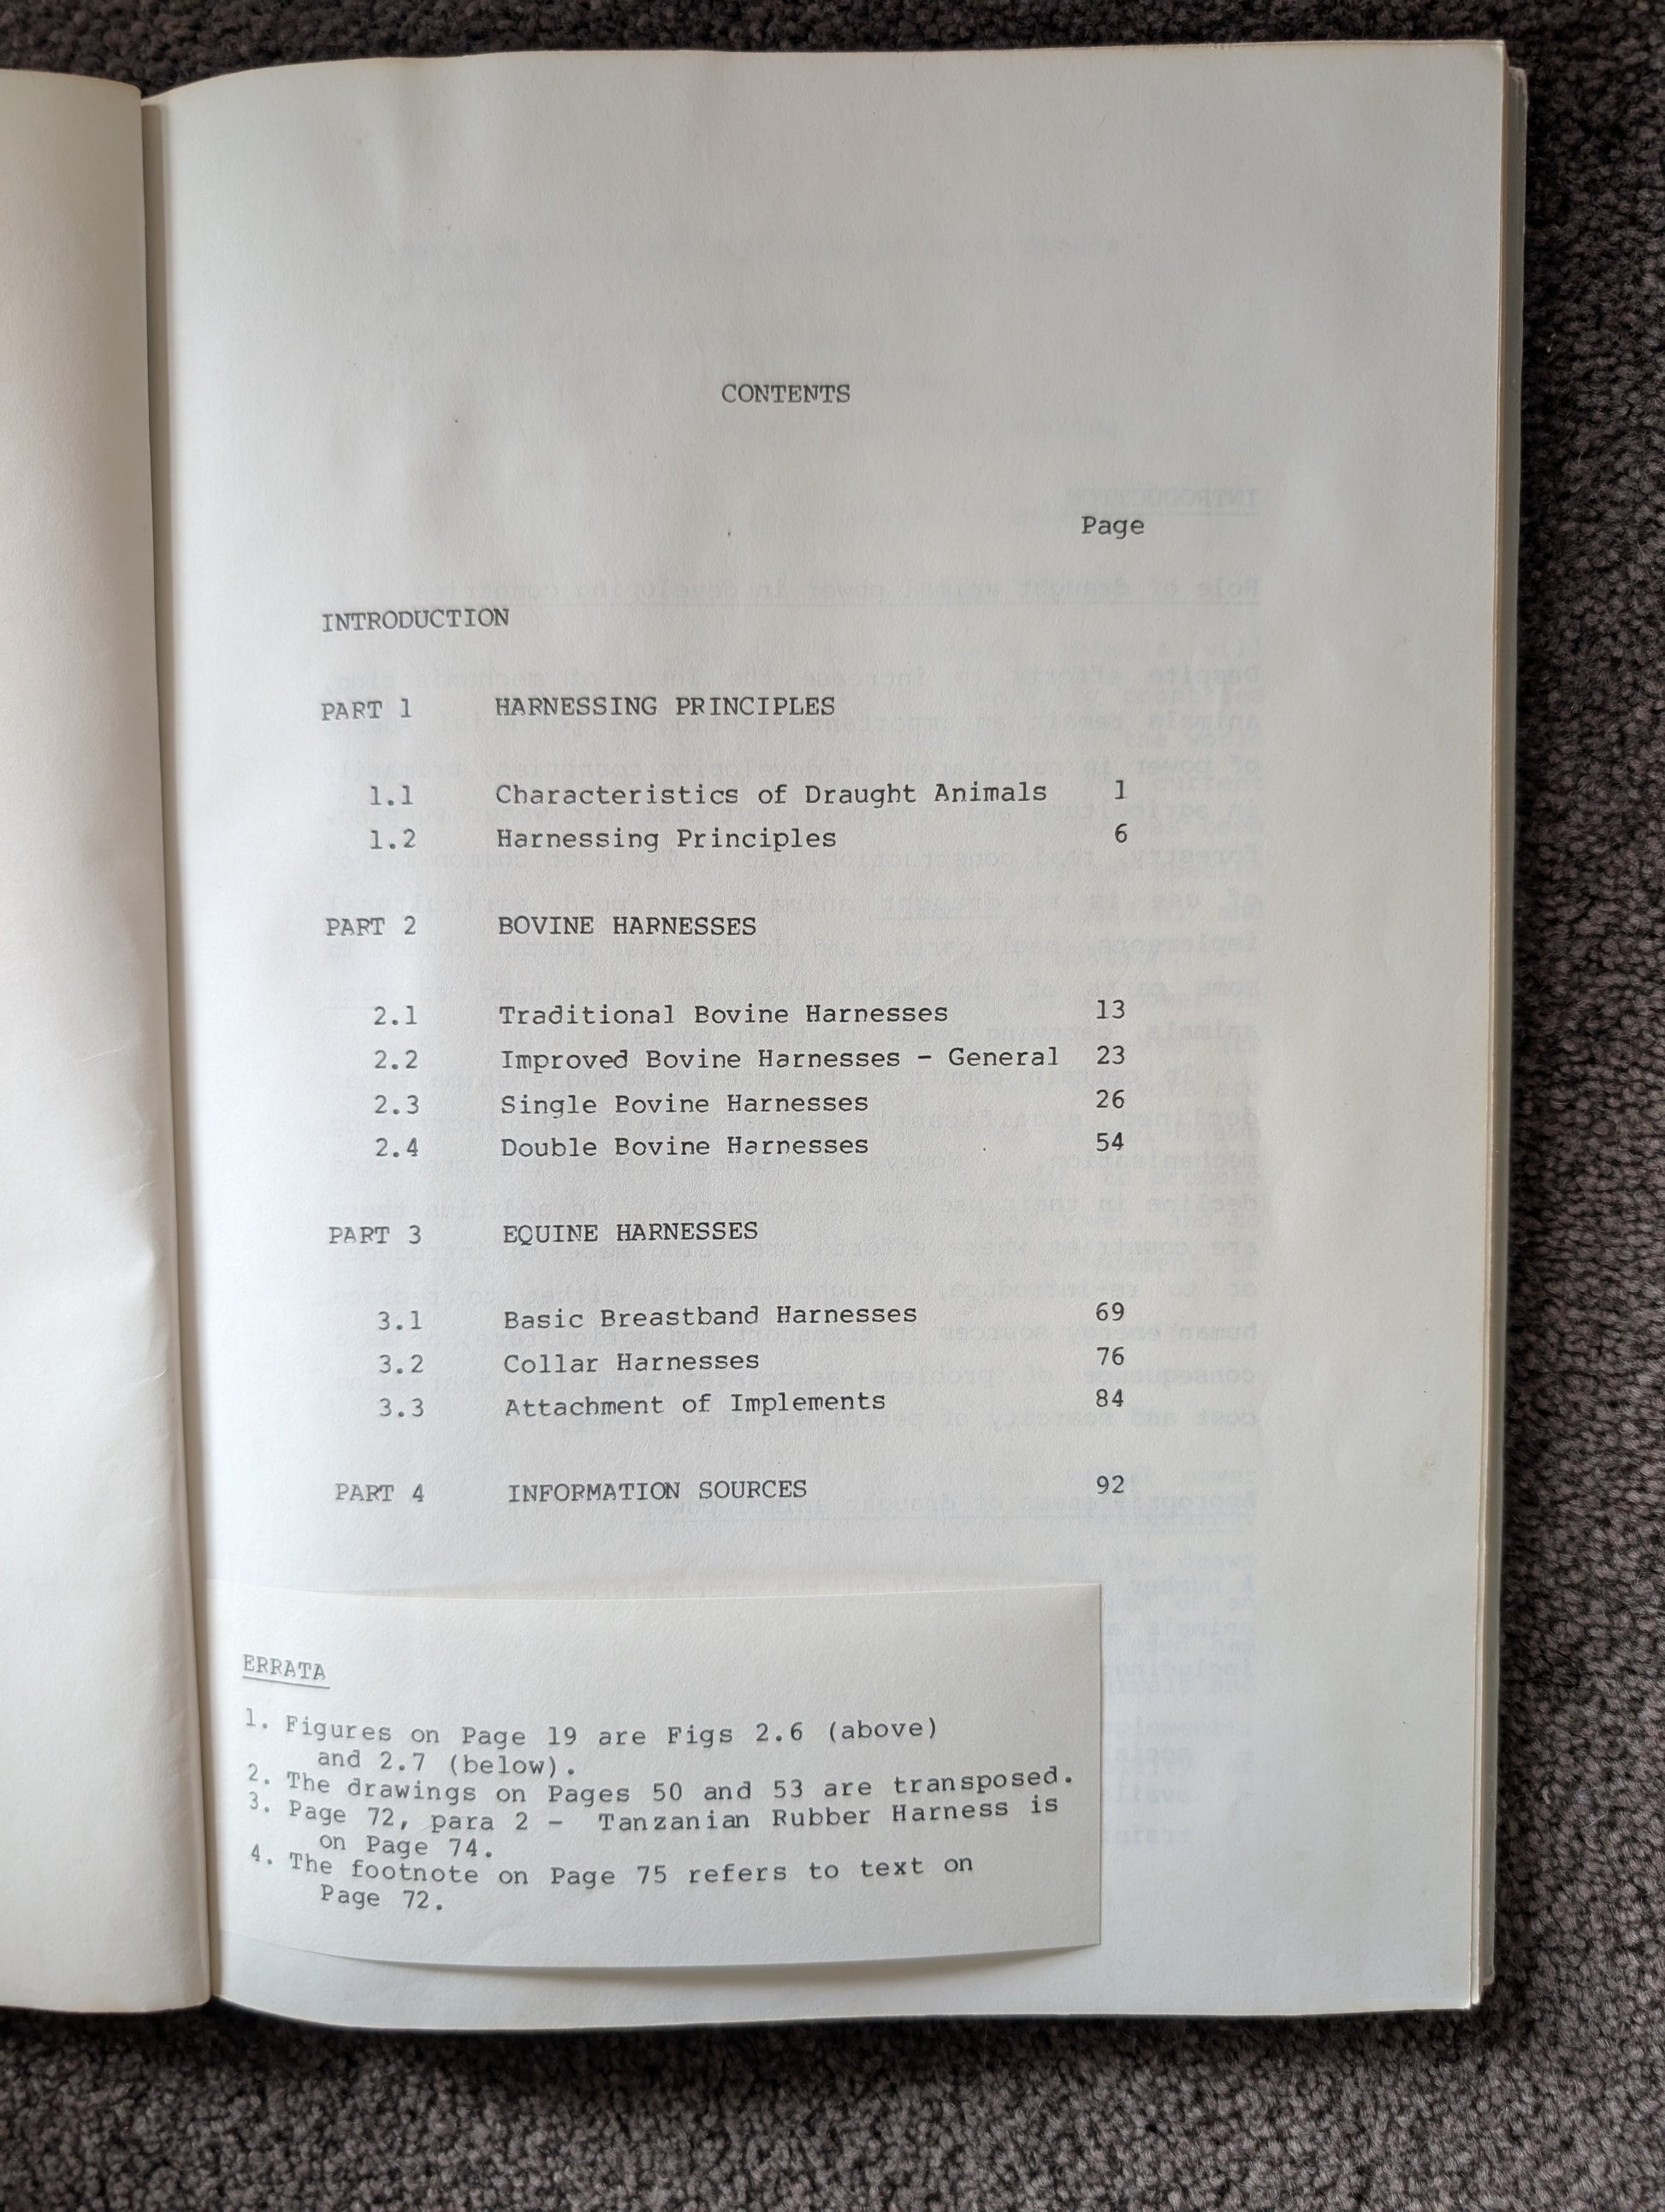 CONTENTS
Page
INTRODUCTION
PART 1 HARNESSING PRINCIPLES
1.1 Characteristics of Draught Animals 1
1.2 Harnessing Principles 6
PART 2 BOVINE HARNESSES
2.1 Traditional Bovine Harnesses 13
2.2 Improved Bovine Harnesses - General 23
2.3 Single Bovine Harnesses 26
2.4 Double Bovine Harnesses 54
PART 3 EQUINE HARNESSES
3.1 Basic Breastband Harnesses 69
3.2 Collar Harnesses 76
3.3 Attachment of Implements 84
PART 4 INFORMATION SOURCES 92
ERRATA
1. Figures on Page 19 are Figs 2.6 (above)
and 2.7 (below).
2. The drawings on Pages 50 and 53 are transposed.
3. Page 72, para 2 - Tanzanian Rubber Harness is
on Page 74.
4. The footnote on Page 75 refers to text on
Page 72.